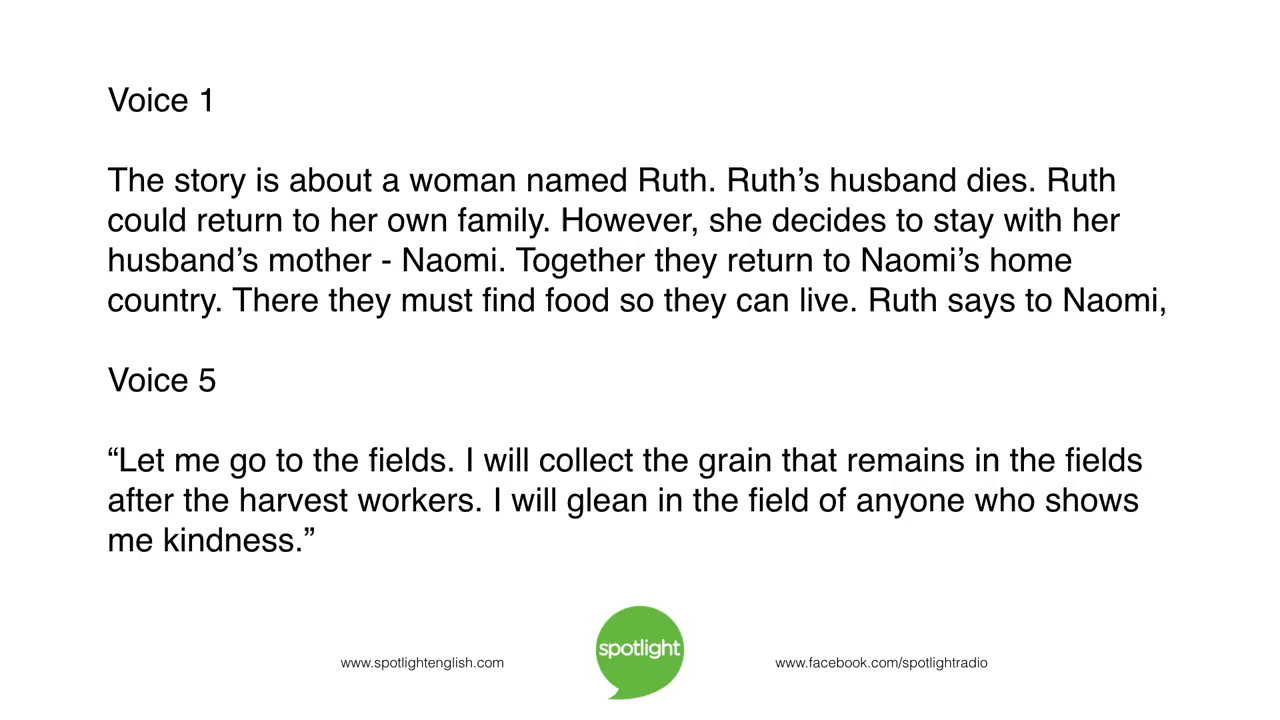 Voice 1
The story is about a woman named Ruth. Ruth’s husband dies. Ruth
could return to her own family. However, she decides to stay with her
husband’s mother - Naomi. Together they return to Naomi’s home
country. There they must find food so they can live. Ruth says to Naomi,
Voice 5
“Let me go to the fields. I will collect the grain that remains in the fields
after the harvest workers. I will glean in the field of anyone who shows
me kindness.”
spotlight
www.spotlightenglish.com
www.facebook.com/spotlightradio